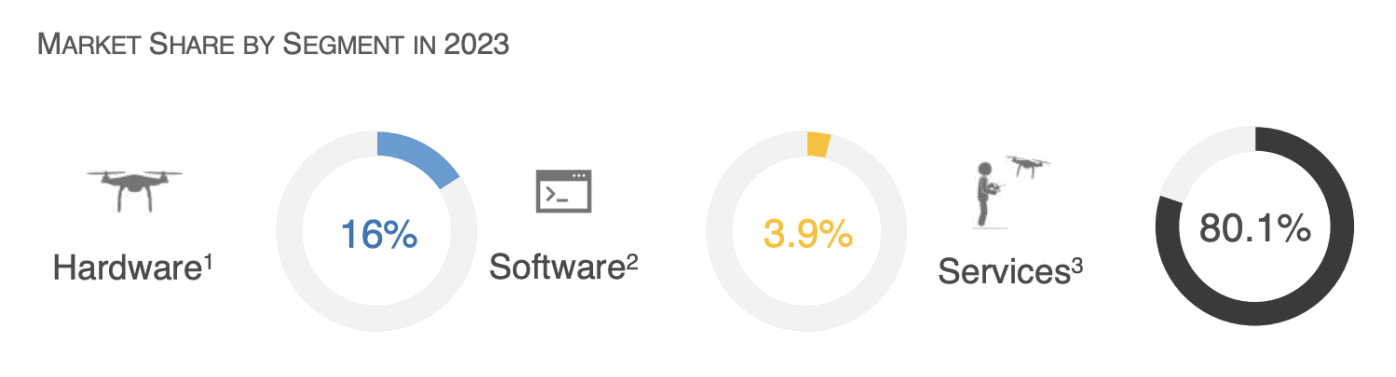 MARKET SHARE BY SEGMENT IN 2023
Hardware¹
16%
>_
Software²
3.9%
Services³
80.1%